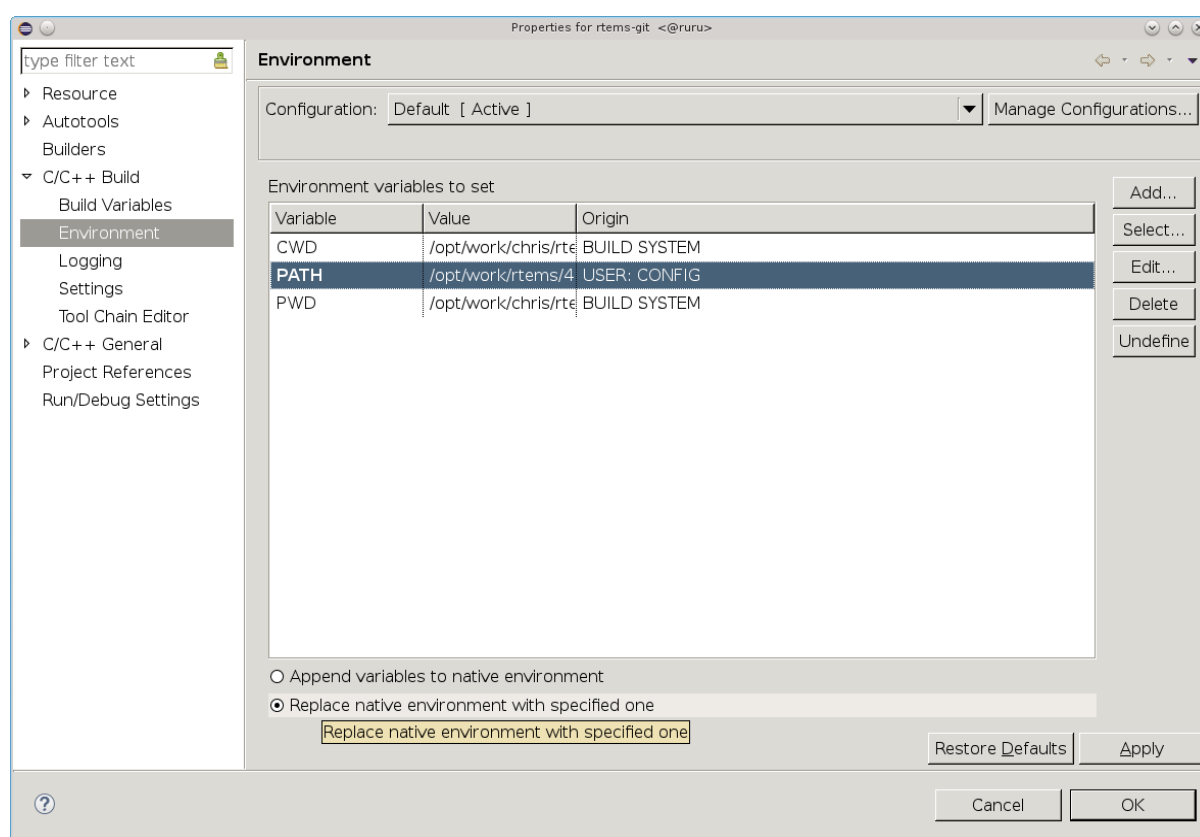 Properties for rtems-git <@ruru>
type filter text
Resource
Autotools
Builders
C/C++ Build
Build Variables
Environment
Logging
Settings
Tool Chain Editor
C/C++ General
Project References
Run/Debug Settings
Environment
Configuration: Default [ Active ] Manage Configurations...
Environment variables to set
Variable Value Origin
CWD /opt/work/chris/rte BUILD SYSTEM
PATH /opt/work/rtems/4 USER: CONFIG
PWD /opt/work/chris/rte BUILD SYSTEM
Add...
Select...
Edit...
Delete
Undefine
Append variables to native environment
Replace native environment with specified one
Replace native environment with specified one
Restore Defaults Apply
? Cancel OK